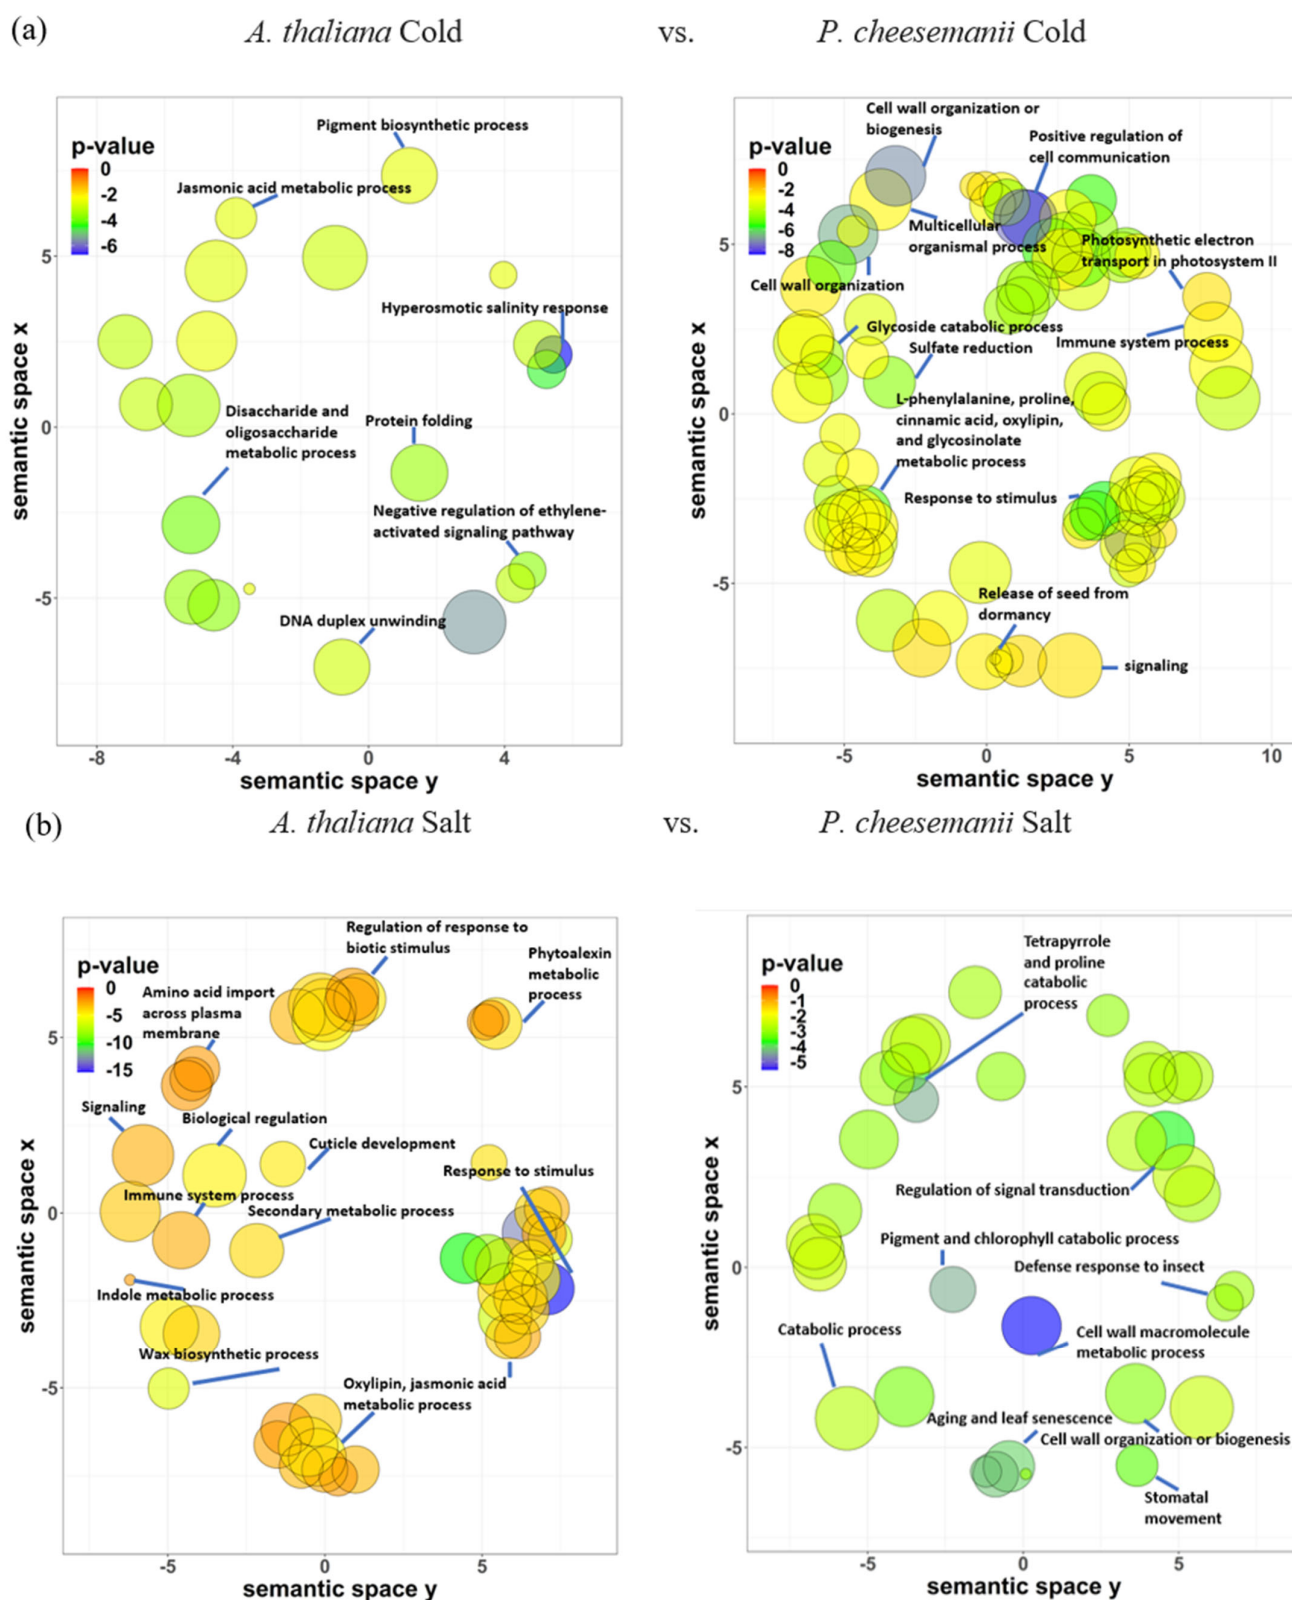 (a)
A. thaliana Cold
vs.
P. cheesemanii Cold
p-value
0
-2
-4
-6
Pigment biosynthetic process
Jasmonic acid metabolic process
Hyperosmotic salinity response
Disaccharide and
oligosaccharide
metabolic process
Protein folding
Negative regulation of ethylene-
activated signaling pathway
DNA duplex unwinding
5
0
-5
-8
-4
0
4
semantic space x
semantic space y
p-value
0
-2
-4
-6
-8
Cell wall organization or
biogenesis
Positive regulation of
cell communication
Multicellular
organismal process
Photosynthetic electron
transport in photosystem II
Cell wall organization
Glycoside catabolic process
Sulfate reduction
Immune system process
L-phenylalanine, proline,
cinnamic acid, oxylipin,
and glycosinolate
metabolic process
Response to stimulus
Release of seed from
dormancy
signaling
5
0
-5
-5
0
5
10
semantic space x
semantic space y
(b)
A. thaliana Salt
vs.
P. cheesemanii Salt
p-value
0
-5
-10
-15
Regulation of response to
biotic stimulus
Phytoalexin
metabolic
process
Amino acid import
across plasma
membrane
Signaling
Biological regulation
Cuticle development
Response to stimulus
Immune system process
Secondary metabolic process
Indole metabolic process
Wax biosynthetic process
Oxylipin, jasmonic acid
metabolic process
5
0
-5
-5
0
5
semantic space x
semantic space y
p-value
0
-1
-2
-3
-4
-5
Tetrapyrrole
and proline
catabolic
process
Regulation of signal transduction
Pigment and chlorophyll catabolic process
Defense response to insect
Catabolic process
Cell wall macromolecule
metabolic process
Aging and leaf senescence
Cell wall organization or biogenesis
Stomatal
movement
5
0
-5
-5
0
5
semantic space x
semantic space y